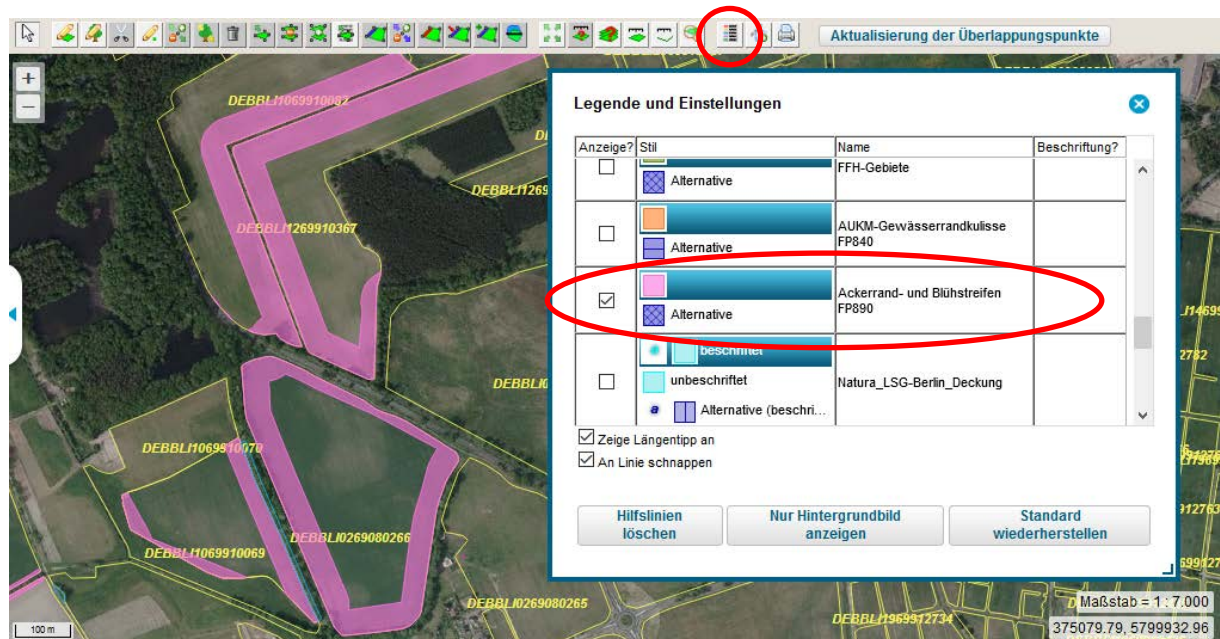 Aktualisierung der Überlappungspunkte
+
−
DEBBLI1069910082
DEBBLI1269910367
DEBBLI1069910070
DEBBLI1069910069
DEBBLI0269080266
DEBBLI0269080265
DEBBLI1969912734
Legende und Einstellungen
Anzeige? Stil Name Beschriftung?
FFH-Gebiete
Alternative
AUKM-Gewässerrandkulisse
FP840
Alternative
Ackerrand- und Blühstreifen
FP890
Alternative
beschriftet
unbeschriftet
Natura_LSG-Berlin_Deckung
a Alternative (beschri...
Zeige Längentipp an
An Linie schnappen
Hilfslinien
löschen
Nur Hintergrundbild
anzeigen
Standard
wiederherstellen
100 m
Maßstab = 1 : 7.000
375079.79, 5799932.96